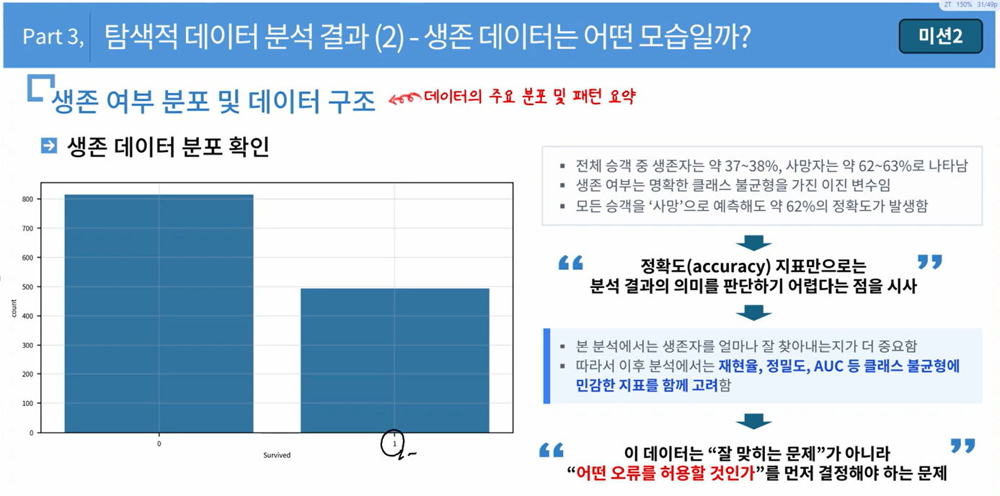 2T 150% 31/49p
Part 3, 탐색적 데이터 분석 결과 (2) - 생존 데이터는 어떤 모습일까?
미션2
생존 여부 분포 및 데이터 구조
데이터의 주요 분포 및 패턴 요약
생존 데이터 분포 확인
800
700
600
500
400
300
200
100
0
count
0
1
Survived
▪ 전체 승객 중 생존자는 약 37~38%, 사망자는 약 62~63%로 나타남
▪ 생존 여부는 명확한 클래스 불균형을 가진 이진 변수임
▪ 모든 승객을 ‘사망’으로 예측해도 약 62%의 정확도가 발생함
“ 정확도(accuracy) 지표만으로는 ”
분석 결과의 의미를 판단하기 어렵다는 점을 시사
▪ 본 분석에서는 생존자를 얼마나 잘 찾아내는지가 더 중요함
▪ 따라서 이후 분석에서는 재현율, 정밀도, AUC 등 클래스 불균형에
민감한 지표를 함께 고려함
“ 이 데이터는 “잘 맞히는 문제”가 아니라 ”
“어떤 오류를 허용할 것인가”를 먼저 결정해야 하는 문제